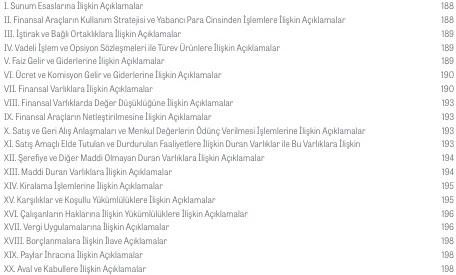 I. Sunum Esaslarına İlişkin Açıklamalar 188
II. Finansal Araçların Kullanım Stratejisi ve Yabancı Para Cinsinden İşlemlere İlişkin Açıklamalar 188
III. İştirak ve Bağlı Ortaklıklara İlişkin Açıklamalar 189
IV. Vadeli İşlem ve Opsiyon Sözleşmeleri ile Türev Ürünlere İlişkin Açıklamalar 189
V. Faiz Gelir ve Giderlerine İlişkin Açıklamalar 189
VI. Ücret ve Komisyon Gelir ve Giderlerine İlişkin Açıklamalar 190
VII. Finansal Varlıklara İlişkin Açıklamalar 190
VIII. Finansal Varlıklarda Değer Düşüklüğüne İlişkin Açıklamalar 193
IX. Finansal Araçların Netleştirilmesine İlişkin Açıklamalar 193
X. Satış ve Geri Alış Anlaşmaları ve Menkul Değerlerin Ödünç Verilmesi İşlemlerine İlişkin Açıklamalar 193
XI. Satış Amaçlı Elde Tutulan ve Durdurulan Faaliyetlere İlişkin Duran Varlıklar ile Bu Varlıklara İlişkin 193
XII. Şerefiye ve Diğer Maddi Olmayan Duran Varlıklara İlişkin Açıklamalar 194
XIII. Maddi Duran Varlıklara İlişkin Açıklamalar 194
XIV. Kiralama İşlemlerine İlişkin Açıklamalar 195
XV. Karşılıklar ve Koşullu Yükümlülüklere İlişkin Açıklamalar 195
XVI. Çalışanların Haklarına İlişkin Yükümlülüklere İlişkin Açıklamalar 196
XVII. Vergi Uygulamalarına İlişkin Açıklamalar 196
XVIII. Borçlanmalara İlişkin İlave Açıklamalar 198
XIX. Paylar İhracına İlişkin Açıklamalar 198
XX. Aval ve Kabullere İlişkin Açıklamalar 198